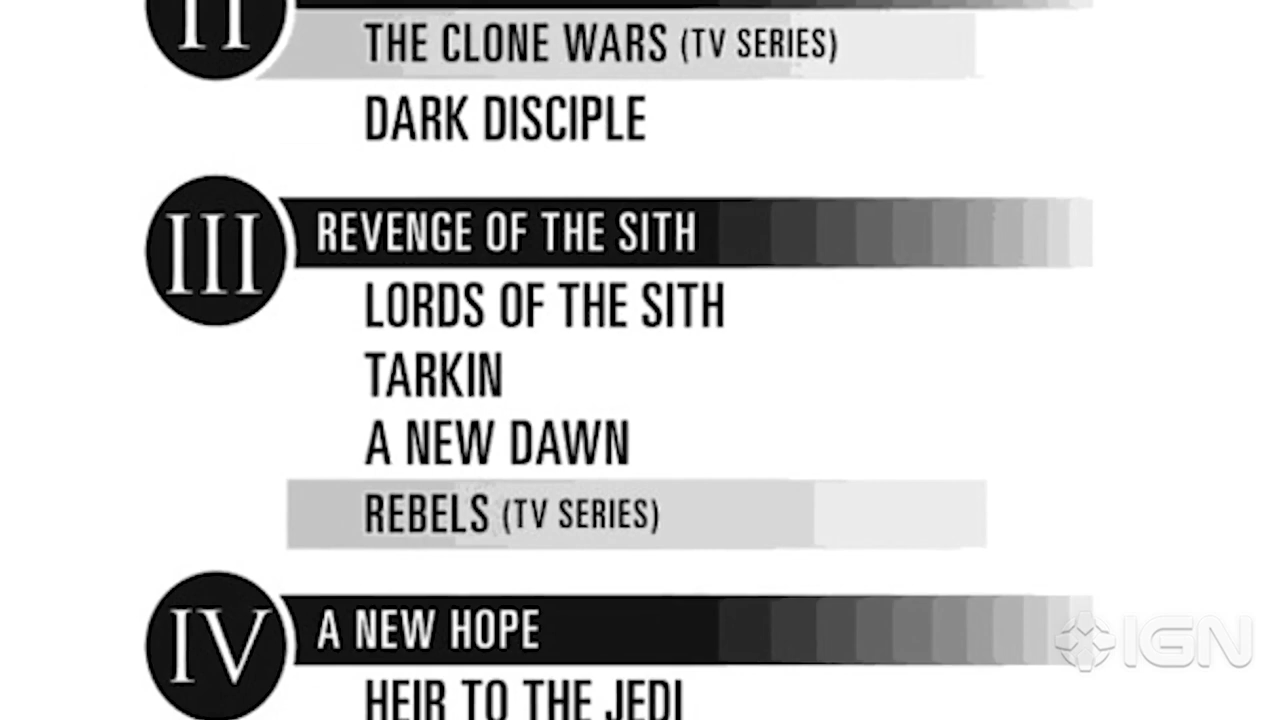 II
THE CLONE WARS (TV SERIES)
DARK DISCIPLE
III
REVENGE OF THE SITH
LORDS OF THE SITH
TARKIN
A NEW DAWN
REBELS (TV SERIES)
IV
A NEW HOPE
IGN
HEIR TO THE JEDI